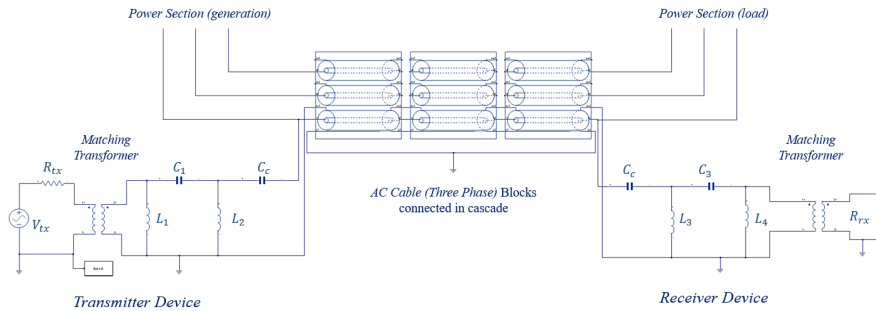 Power Section (generation)
Power Section (load)
Matching
Transformer
Matching
Transformer
R_tx
C_1
C_c
AC Cable (Three Phase) Blocks
connected in cascade
C_c
C_3
V_tx
L_1
L_2
L_3
L_4
R_rx
Transmitter Device
Receiver Device